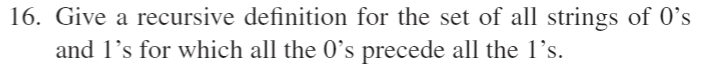 16. Give a recursive definition for the set of all strings of 0’s
and 1’s for which all the 0’s precede all the 1’s.